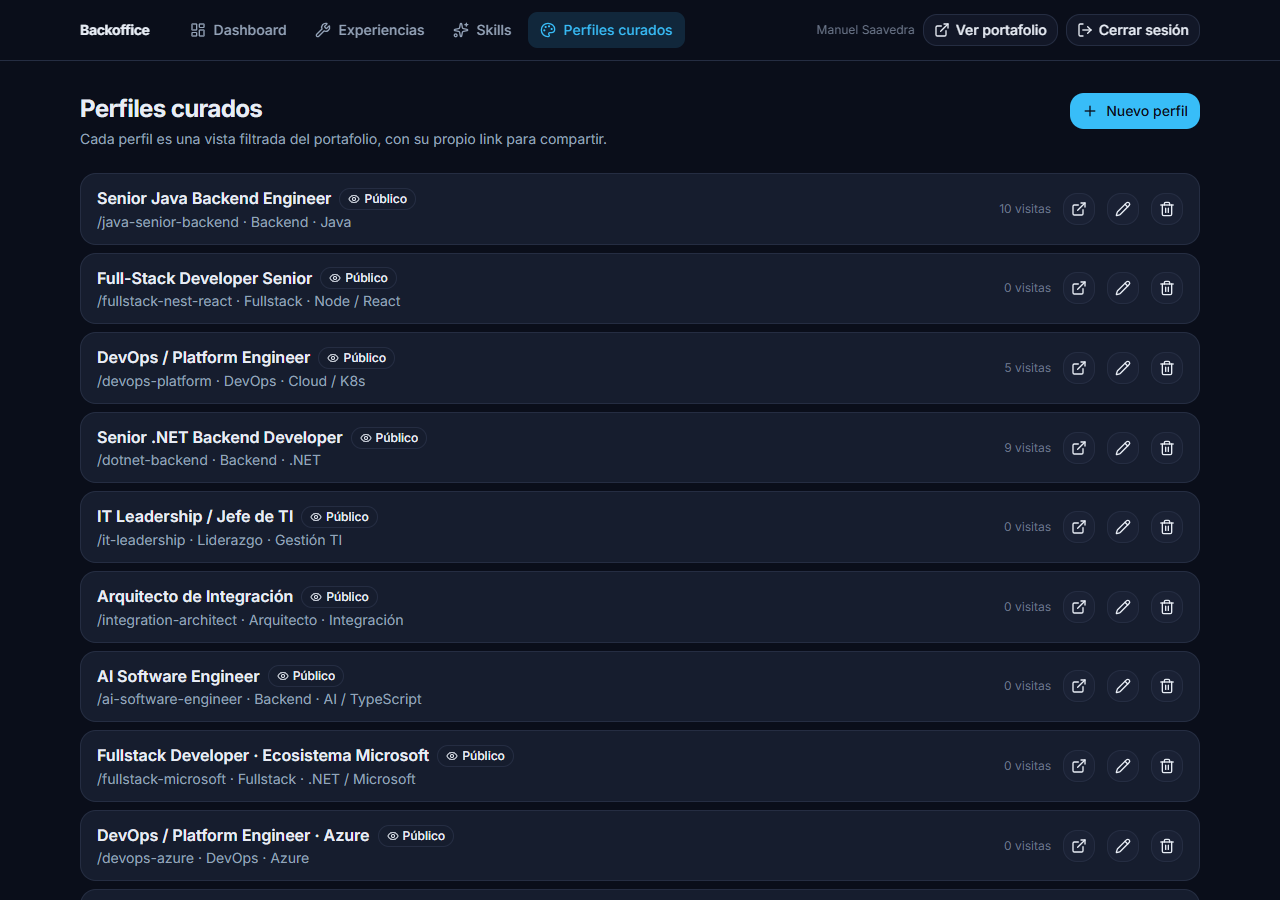 Backoffice Dashboard Experiencias Skills Perfiles curados Manuel Saavedra Ver portafolio Cerrar sesión
Perfiles curados
Nuevo perfil
Cada perfil es una vista filtrada del portafolio, con su propio link para compartir.
Senior Java Backend Engineer Público
/java-senior-backend · Backend · Java
10 visitas
Full-Stack Developer Senior Público
/fullstack-nest-react · Fullstack · Node / React
0 visitas
DevOps / Platform Engineer Público
/devops-platform · DevOps · Cloud / K8s
5 visitas
Senior .NET Backend Developer Público
/dotnet-backend · Backend · .NET
9 visitas
IT Leadership / Jefe de TI Público
/it-leadership · Liderazgo · Gestión TI
0 visitas
Arquitecto de Integración Público
/integration-architect · Arquitecto · Integración
0 visitas
AI Software Engineer Público
/ai-software-engineer · Backend · AI / TypeScript
0 visitas
Fullstack Developer · Ecosistema Microsoft Público
/fullstack-microsoft · Fullstack · .NET / Microsoft
0 visitas
DevOps / Platform Engineer · Azure Público
/devops-azure · DevOps · Azure
0 visitas